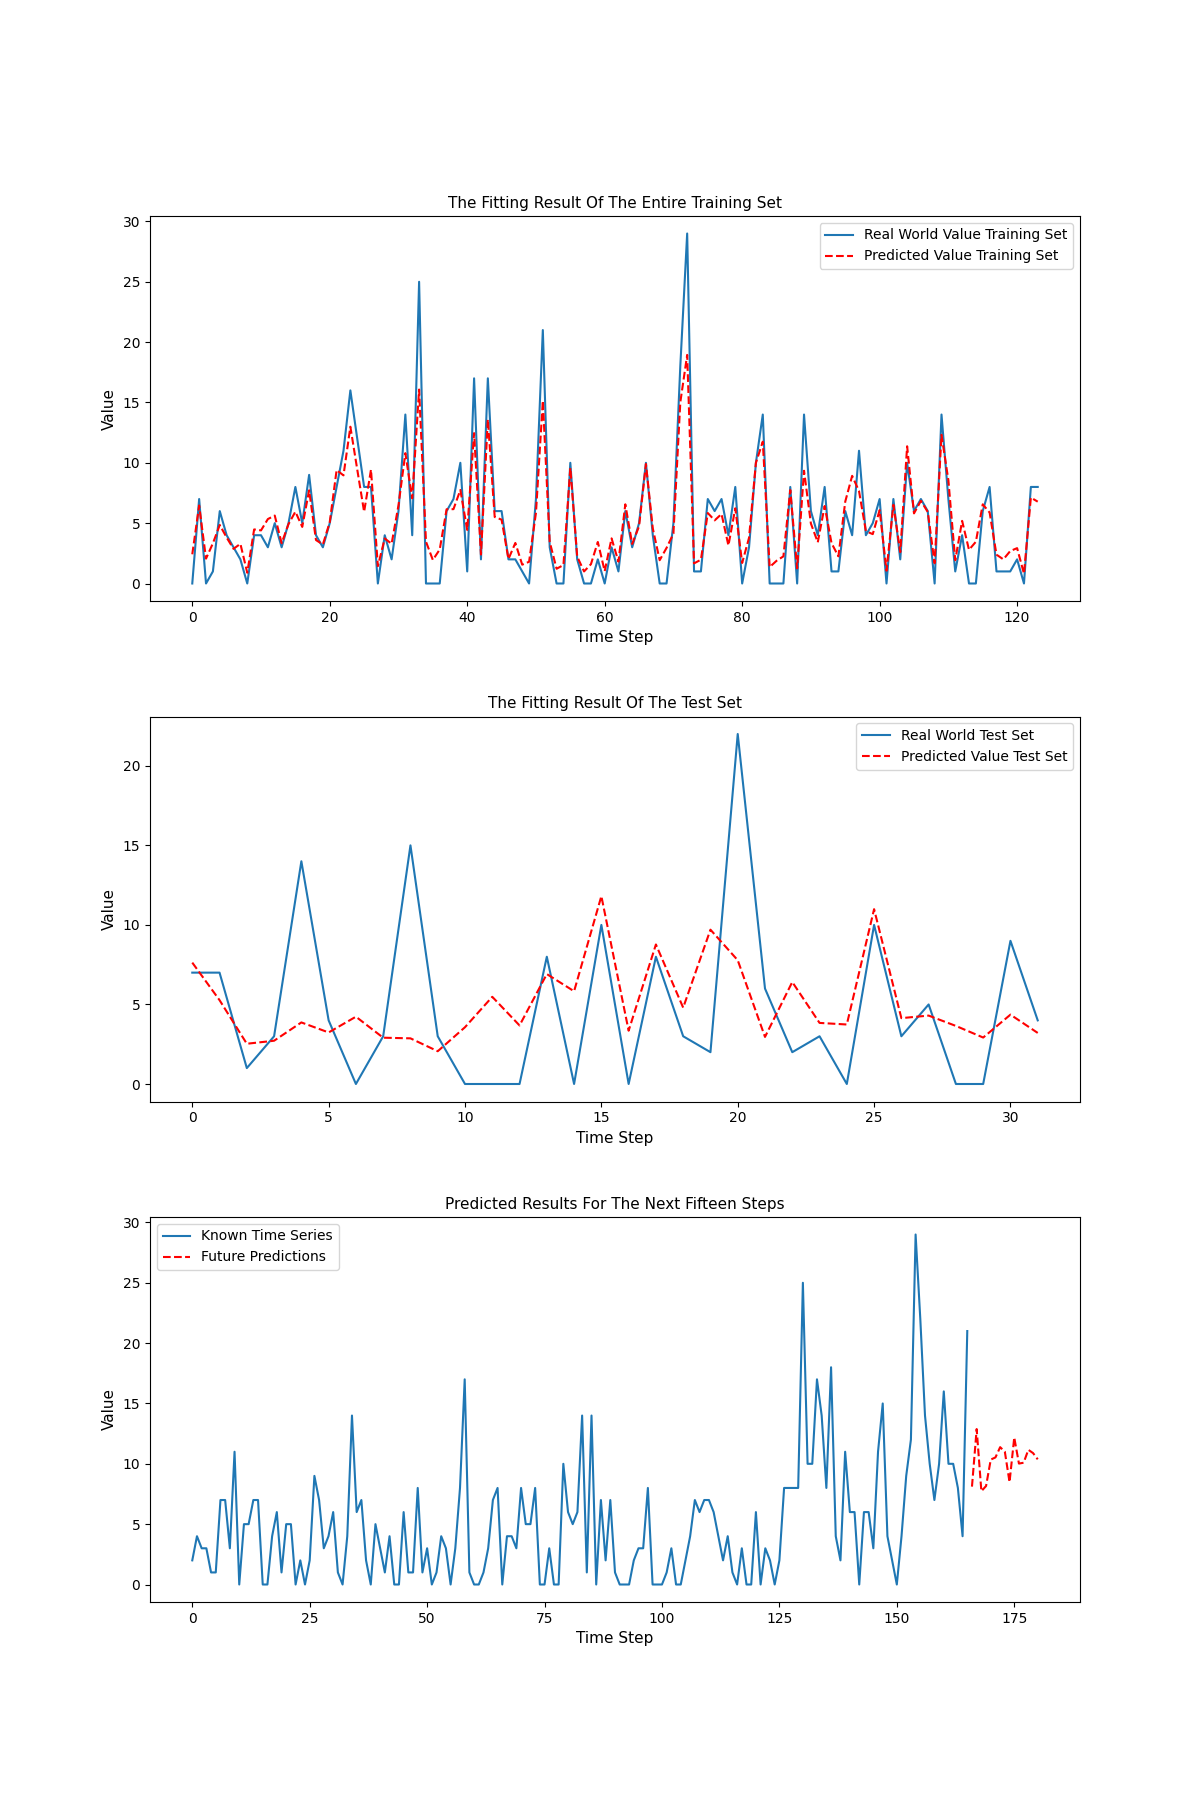 The Fitting Result Of The Entire Training Set
30
25
20
15
10
5
0
Value
Real World Value Training Set
Predicted Value Training Set
0 20 40 60 80 100 120
Time Step
The Fitting Result Of The Test Set
20
15
10
5
0
Value
Real World Test Set
Predicted Value Test Set
0 5 10 15 20 25 30
Time Step
Predicted Results For The Next Fifteen Steps
30
25
20
15
10
5
0
Value
Known Time Series
Future Predictions
0 25 50 75 100 125 150 175
Time Step